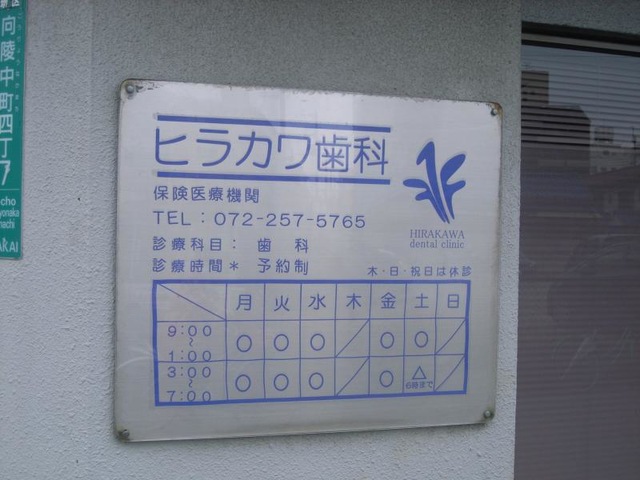 向陵中町四丁
7
ヒラカワ歯科
保険医療機関
TEL：072-257-5765
HIRAKAWA
dental clinic
診療科目： 歯 科
診療時間＊ 予約制
木・日・祝日は休診
月 火 水 木 金 土 日
9:00～1:00 ○ ○ ○ ／ ○ ○ ／
3:00～7:00 ○ ○ ○ ／ ○ △ ／
6時まで